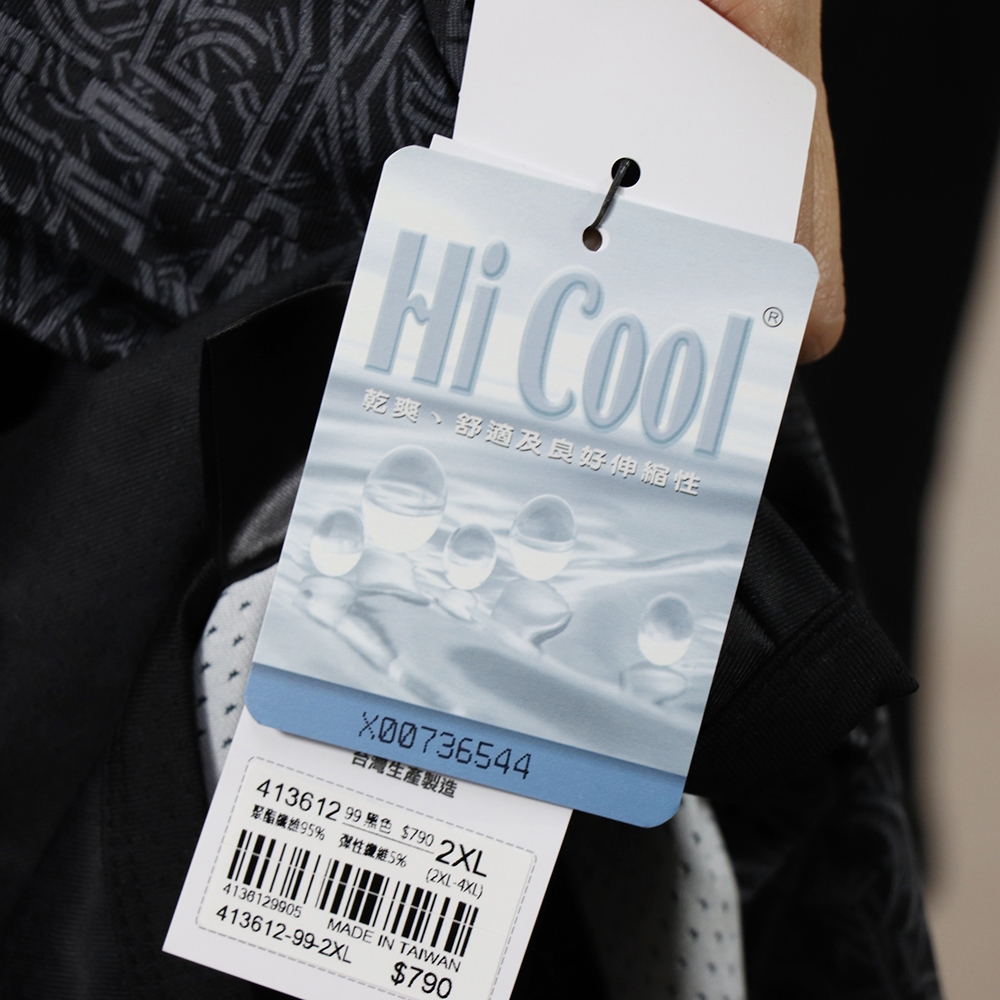 Hi Cool®
乾爽、舒適及良好伸縮性
X00736544
台灣生產製造
413612 99 黑色 $790 2XL
聚酯纖維95% 彈性纖維5% (2XL-4XL)
4136129905
MADE IN TAIWAN
413612-99-2XL
$790